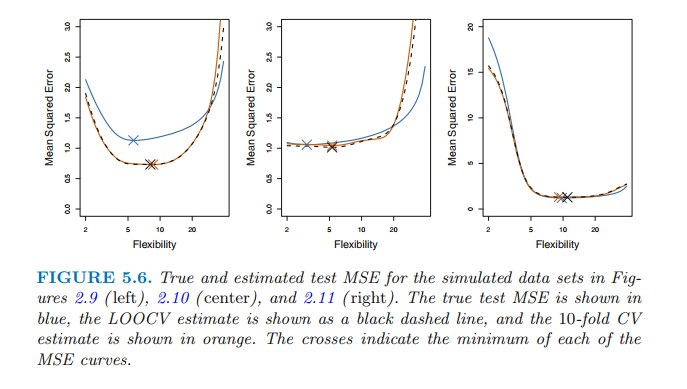 Mean Squared Error
0.0 0.5 1.0 1.5 2.0 2.5 3.0
2 5 10 20
Flexibility
Mean Squared Error
0.0 0.5 1.0 1.5 2.0 2.5 3.0
2 5 10 20
Flexibility
Mean Squared Error
0 5 10 15 20
2 5 10 20
Flexibility
FIGURE 5.6. True and estimated test MSE for the simulated data sets in Fig-
ures 2.9 (left), 2.10 (center), and 2.11 (right). The true test MSE is shown in
blue, the LOOCV estimate is shown as a black dashed line, and the 10-fold CV
estimate is shown in orange. The crosses indicate the minimum of each of the
MSE curves.